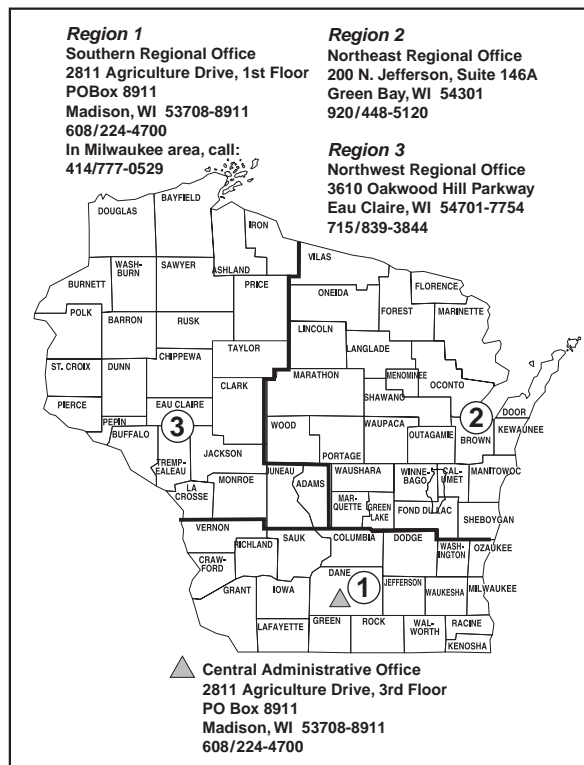 Region 1
Southern Regional Office
2811 Agriculture Drive, 1st Floor
POBox 8911
Madison, WI 53708-8911
608/224-4700
In Milwaukee area, call:
414/777-0529
Region 2
Northeast Regional Office
200 N. Jefferson, Suite 146A
Green Bay, WI 54301
920/448-5120
Region 3
Northwest Regional Office
3610 Oakwood Hill Parkway
Eau Claire, WI 54701-7754
715/839-3844
BAYFIELD
DOUGLAS
IRON
VILAS
WASH-
BURN
SAWYER
ASHLAND
FLORENCE
BURNETT
PRICE
ONEIDA
FOREST
MARINETTE
POLK
BARRON
RUSK
LINCOLN
LANGLADE
TAYLOR
CHIPPEWA
ST. CROIX
DUNN
MARATHON
MENOMINEE
OCONTO
CLARK
SHAWANO
PIERCE
EAU CLAIRE
DOOR
PEPIN
3
2
BUFFALO
WOOD
WAUPACA
OUTAGAMIE
BROWN
KEWAUNEE
JACKSON
PORTAGE
TREMP-
EALEAU
JUNEAU
ADAMS
WAUSHARA
WINNE-
BAGO
CAL-
UMET
MANITOWOC
LA
CROSSE
MONROE
MAR-
QUETTE
GREEN
LAKE
FOND DU LAC
SHEBOYGAN
VERNON
SAUK
COLUMBIA
DODGE
WASH-
INGTON
OZAUKEE
RICHLAND
CRAW-
FORD
DANE
1
GRANT
IOWA
JEFFERSON
WAUKESHA
MILWAUKEE
LAFAYETTE
GREEN
ROCK
WAL-
WORTH
RACINE
KENOSHA
Central Administrative Office
2811 Agriculture Drive, 3rd Floor
PO Box 8911
Madison, WI 53708-8911
608/224-4700